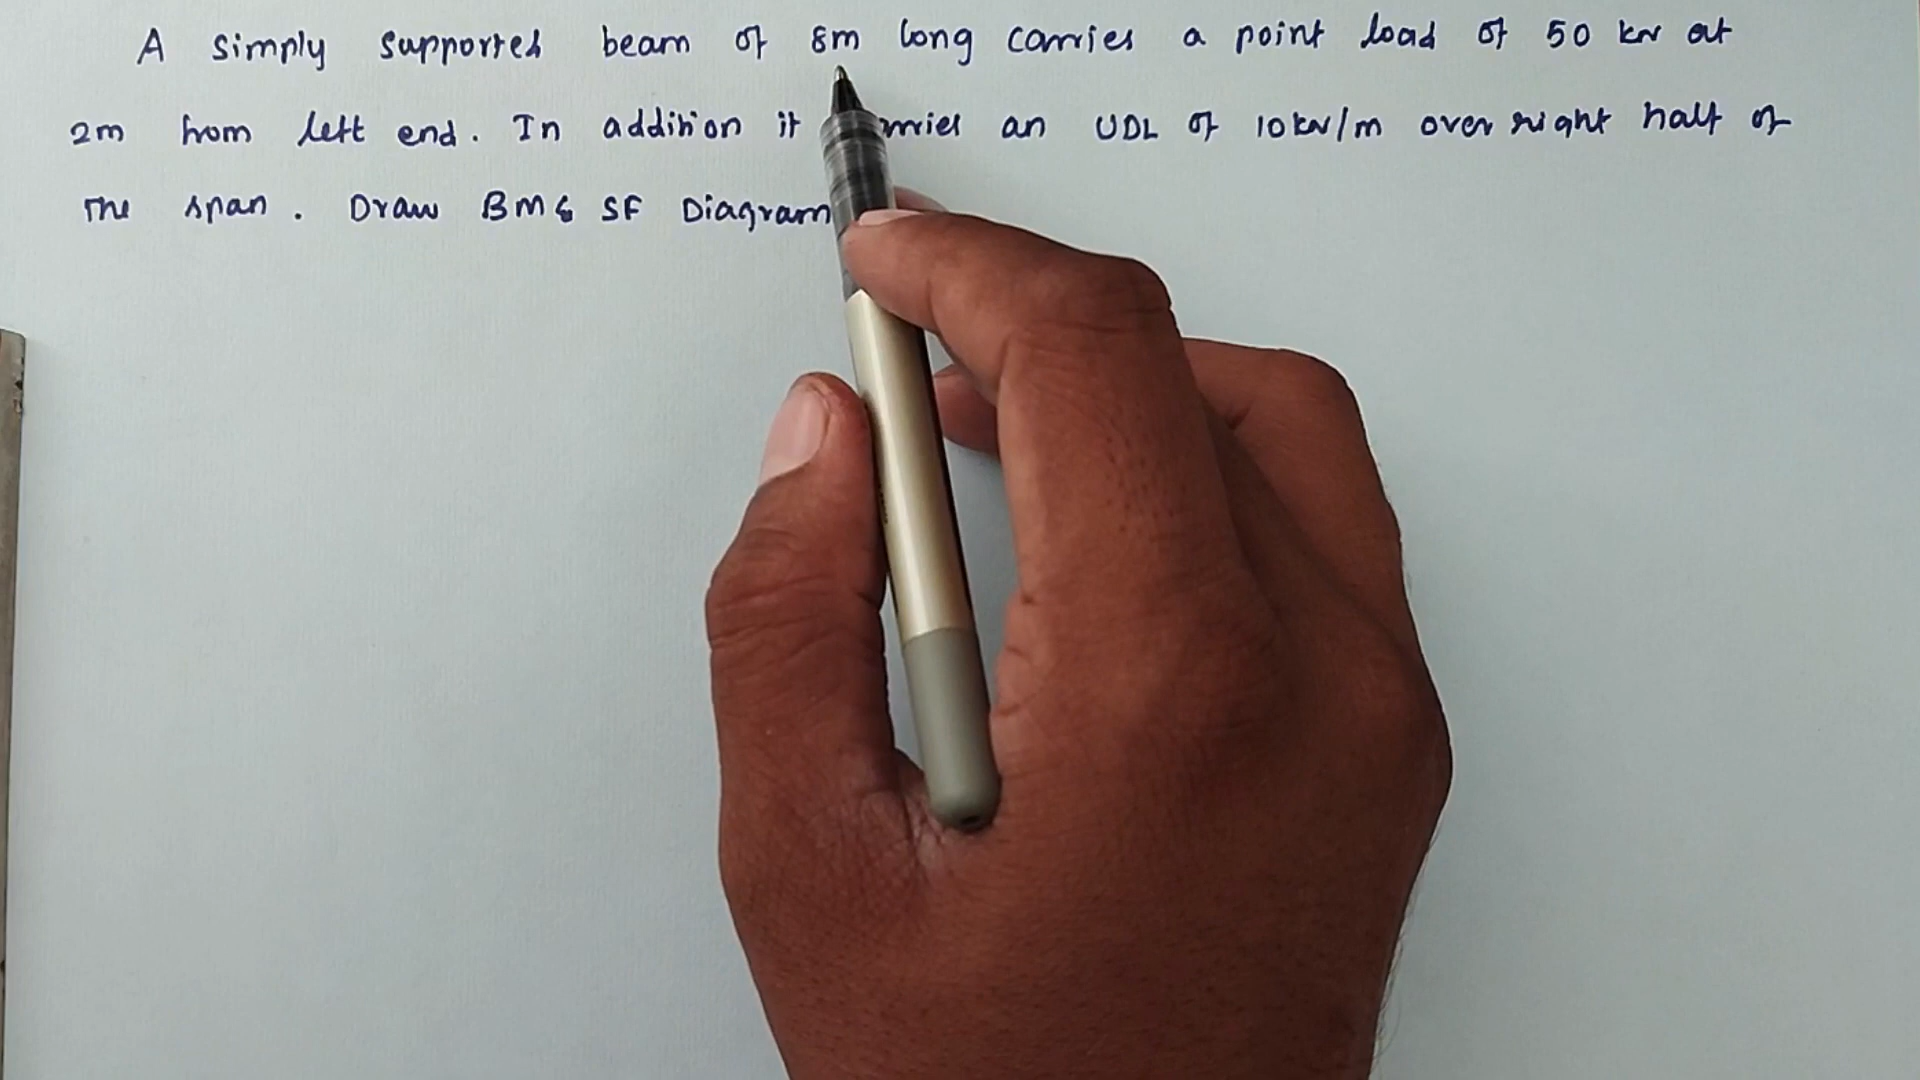 A simply supported beam of 8m long carries a point load of 50 kN at
2m from left end. In addition it an UDL of 10kN/m over right half of
The span. Draw BM & SF Diagram